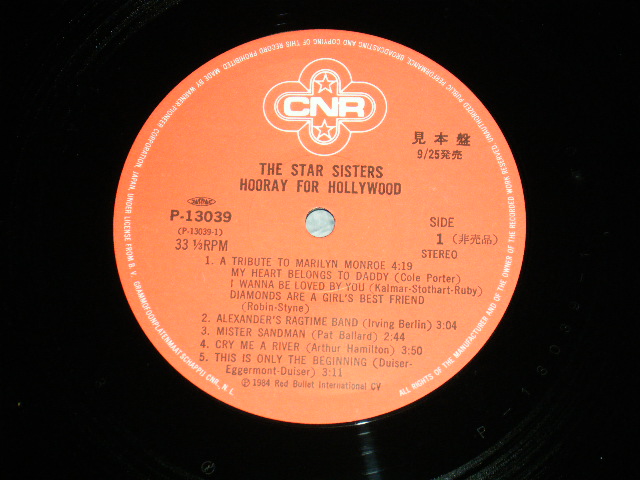 CNR
見本盤
9/25発売
THE STAR SISTERS
HOORAY FOR HOLLYWOOD
P-13039
(P-13039-1)
33 ⅓RPM
SIDE
1 (非売品)
STEREO
1. A TRIBUTE TO MARILYN MONROE 4:19
MY HEART BELONGS TO DADDY (Cole Porter)
I WANNA BE LOVED BY YOU (Kalmar-Stothart-Ruby)
DIAMONDS ARE A GIRL'S BEST FRIEND
(Robin-Styne)
2. ALEXANDER'S RAGTIME BAND (Irving Berlin) 3:04
3. MISTER SANDMAN (Pat Ballard) 2:44
4. CRY ME A RIVER (Arthur Hamilton) 3:50
5. THIS IS ONLY THE BEGINNING (Duiser-
Eggermont-Duiser) 3:11
℗ 1984 Red Bullet International CV
ALL RIGHTS OF THE MANUFACTURER AND OF THE OWNER OF THE RECORDED WORK RESERVED. UNAUTHORIZED PUBLIC PERFORMANCE, BROADCASTING AND COPYING OF THIS RECORD PROHIBITED. MADE BY WARNER-PIONEER CORPORATION, JAPAN, UNDER LICENSE FROM B. V. GRAMMOFOONPLATENMAATSCHAPPIJ CNR, N. L.